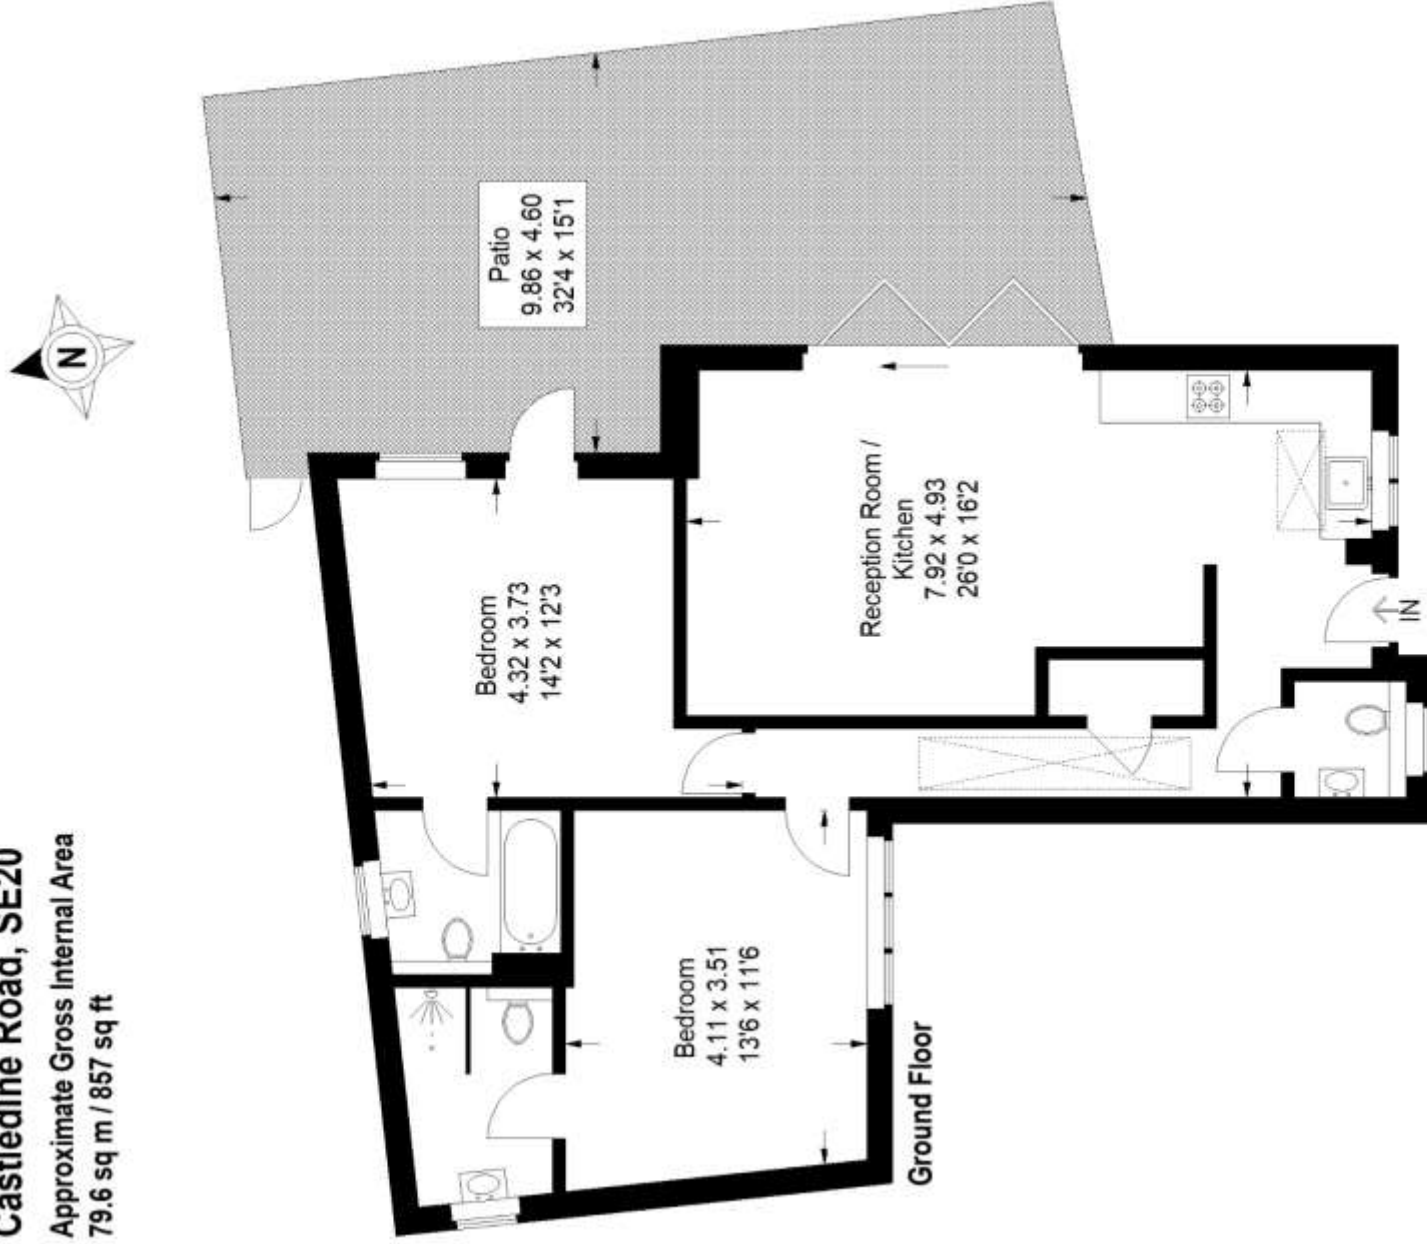 Castledine Road, SE20
Approximate Gross Internal Area
79.6 sq m / 857 sq ft
N
Patio
9.86 x 4.60
32'4 x 15'1
Bedroom
4.32 x 3.73
14'2 x 12'3
Reception Room /
Kitchen
7.92 x 4.93
26'0 x 16'2
Bedroom
4.11 x 3.51
13'6 x 11'6
IN
Ground Floor